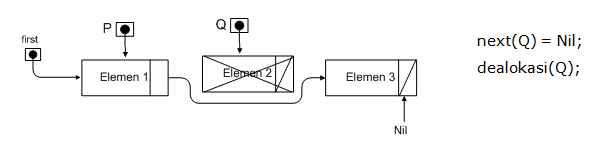 first
P
Q
Elemen 1
Elemen 2
Elemen 3
Nil
next(Q) = Nil;
dealokasi(Q);